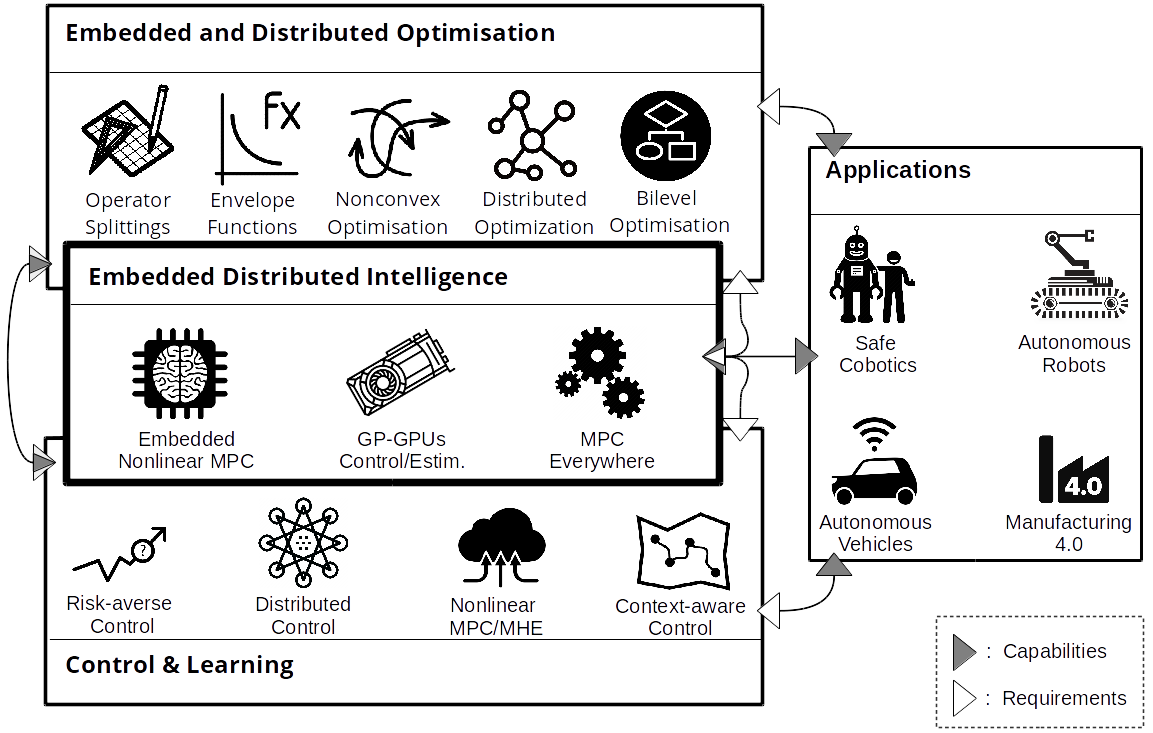 Embedded and Distributed Optimisation
Fx
Operator
Splittings
Envelope
Functions
Nonconvex
Optimisation
Distributed
Optimization
Bilevel
Optimisation
Embedded Distributed Intelligence
Embedded
Nonlinear MPC
GP-GPUs
Control/Estim.
MPC
Everywhere
?
Risk-averse
Control
Distributed
Control
Nonlinear
MPC/MHE
Context-aware
Control
Control & Learning
Applications
Safe
Cobotics
Autonomous
Robots
Autonomous
Vehicles
4.0
Manufacturing
4.0
: Capabilities
: Requirements